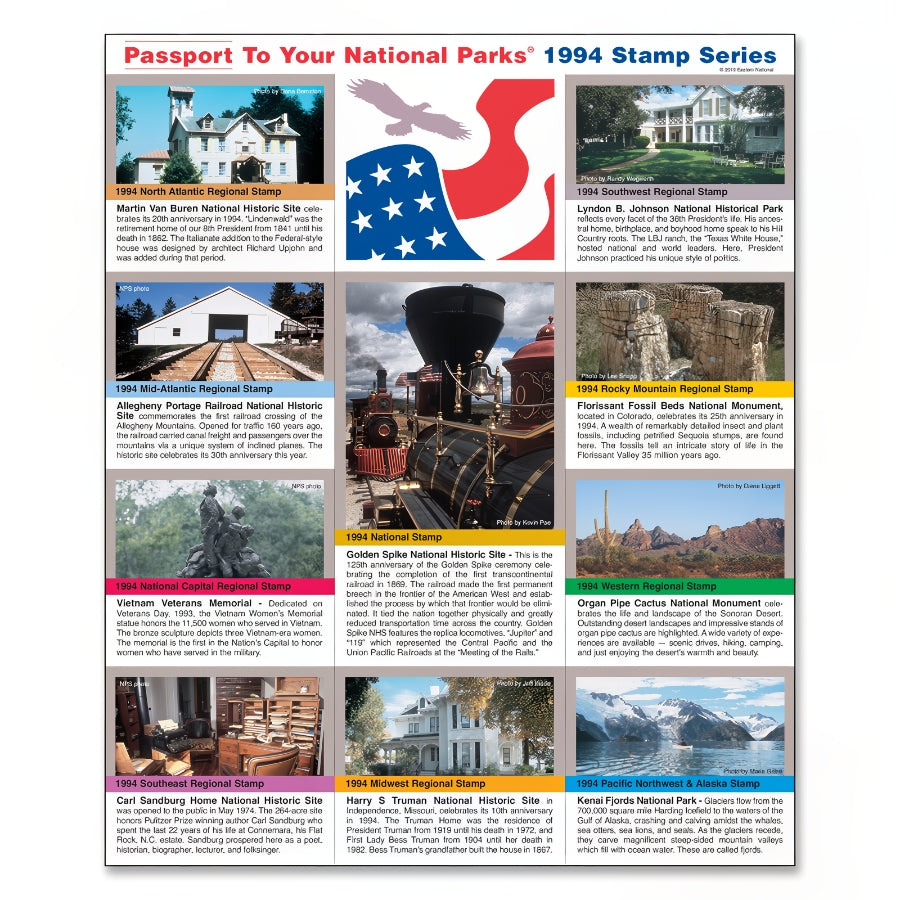 Passport To Your National Parks® 1994 Stamp Series
© 2019 Eastern National
Photo by
1994 North Atlantic Regional Stamp
Martin Van Buren National Historic Site cele-
brates its 20th anniversary in 1994. "Lindenwald" was the
retirement home of our 8th President from 1841 until his
death in 1862. The Italianate addition to the Federal-style
house was designed by architect Richard Upjohn and
was added during that period.
Photo by Randy Wegwerth
1994 Southwest Regional Stamp
Lyndon B. Johnson National Historical Park
reflects every facet of the 36th President's life. His ances-
tral home, birthplace, and boyhood home speak to his Hill
Country roots. The LBJ ranch, the "Texas White House,"
hosted national and world leaders. Here, President
Johnson practiced his unique style of politics.
NPS photo
1994 Mid-Atlantic Regional Stamp
Allegheny Portage Railroad National Historic
Site commemorates the first railroad crossing of the
Allegheny Mountains. Opened for traffic 160 years ago,
the railroad carried canal freight and passengers over the
mountains via a unique system of inclined planes. The
historic site celebrates its 30th anniversary this year.
Photo by Kevin Pae
1994 National Stamp
Golden Spike National Historic Site - This is the
125th anniversary of the Golden Spike ceremony cele-
brating the completion of the first transcontinental
railroad in 1869. The railroad made the first permanent
breech in the frontier of the American West and estab-
lished the process by which that frontier would be elimi-
nated. It tied the nation together physically and greatly
reduced transportation time across the country. Golden
Spike NHS features the replica locomotives, "Jupiter" and
"119" which represented the Central Pacific and the
Union Pacific Railroads at the "Meeting of the Rails."
Photo by Lee Snapp
1994 Rocky Mountain Regional Stamp
Florissant Fossil Beds National Monument,
located in Colorado, celebrates its 25th anniversary in
1994. A wealth of remarkably detailed insect and plant
fossils, including petrified Sequoia stumps, are found
here. The fossils tell an intricate story of life in the
Florissant Valley 35 million years ago.
NPS photo
1994 National Capital Regional Stamp
Vietnam Veterans Memorial - Dedicated on
Veterans Day, 1993, the Vietnam Women's Memorial
statue honors the 11,500 women who served in Vietnam.
The bronze sculpture depicts three Vietnam-era women.
The memorial is the first in the Nation's Capital to honor
women who have served in the military.
Photo by Diane Liggett
1994 Western Regional Stamp
Organ Pipe Cactus National Monument cele-
brates the life and landscape of the Sonoran Desert.
Outstanding desert landscapes and impressive stands of
organ pipe cactus are highlighted. A wide variety of expe-
riences are available — scenic drives, hiking, camping,
and just enjoying the desert's warmth and beauty.
NPS photo
1994 Southeast Regional Stamp
Carl Sandburg Home National Historic Site
was opened to the public in May 1974. The 264-acre site
honors Pulitzer Prize winning author Carl Sandburg who
spent the last 22 years of his life at Connemara, his Flat
Rock, N.C. estate. Sandburg prospered here as a poet,
historian, biographer, lecturer, and folksinger.
Photo by Jeff
1994 Midwest Regional Stamp
Harry S Truman National Historic Site in
Independence, Missouri, celebrates its 10th anniversary
in 1994. The Truman Home was the residence of
President Truman from 1919 until his death in 1972, and
First Lady Bess Truman from 1904 until her death in
1982. Bess Truman's grandfather built the house in 1867.
Photo by
1994 Pacific Northwest & Alaska Stamp
Kenai Fjords National Park - Glaciers flow from the
700,000 square mile Harding Icefield to the waters of the
Gulf of Alaska, crashing and calving amidst the whales,
sea otters, sea lions, and seals. As the glaciers recede,
they carve magnificent steep-sided mountain valleys
which fill with ocean water. These are called fjords.